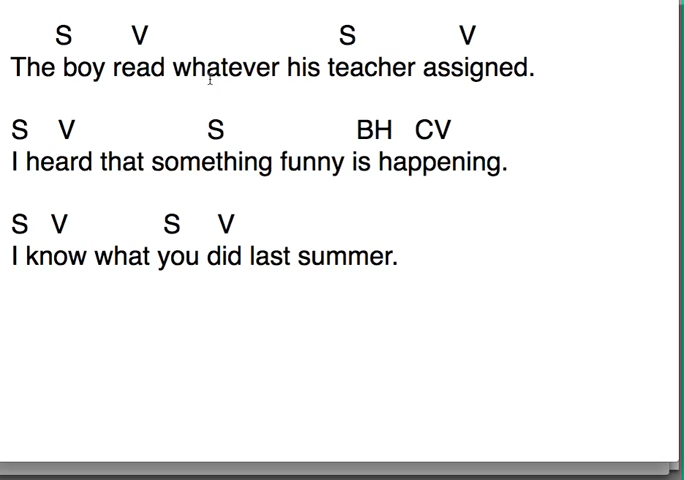 S V S V
The boy read whatever his teacher assigned.
S V S BH CV
I heard that something funny is happening.
S V S V
I know what you did last summer.